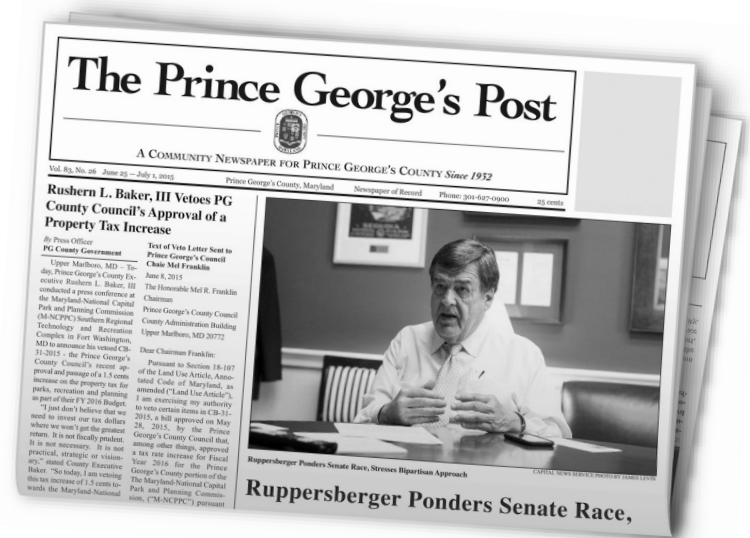 The Prince George's Post
A COMMUNITY NEWSPAPER FOR PRINCE GEORGE'S COUNTY Since 1932
Vol. 83, No. 26 June 25 — July 1, 2015
Prince George's County, Maryland
Newspaper of Record
Phone: 301-627-0900
25 cents
Rushern L. Baker, III Vetoes PG
County Council's Approval of a
Property Tax Increase
By Press Officer
PG County Government
Upper Marlboro, MD – To-
day, Prince George's County Ex-
ecutive Rushern L. Baker, III
conducted a press conference at
the Maryland-National Capital
Park and Planning Commission
(M-NCPPC) Southern Regional
Technology and Recreation
Complex in Fort Washington,
MD to announce his vetoed CB-
31-2015 - the Prince George's
County Council's recent ap-
proval and passage of a 1.5 cents
increase on the property tax for
parks, recreation and planning
as part of their FY 2016 Budget.
"I just don't believe that we
need to invest our tax dollars
where we won't get the greatest
return. It is not fiscally prudent.
It is not necessary. It is not
practical, strategic or vision-
ary," stated County Executive
Baker. "So today, I am vetoing
this tax increase of 1.5 cents to-
wards the Maryland-National
Text of Veto Letter Sent to
Prince George's Council
Chaie Mel Franklin
June 8, 2015
The Honorable Mel R. Franklin
Chairman
Prince George's County Council
County Administration Building
Upper Marlboro, MD 20772
Dear Chairman Franklin:
Pursuant to Section 18-107
of the Land Use Article, Anno-
tated Code of Maryland, as
amended ("Land Use Article"),
I am exercising my authority
to veto certain items in CB-31-
2015, a bill approved on May
28, 2015, by the Prince
George's County Council that,
among other things, approved
a tax rate increase for Fiscal
Year 2016 for the Prince
George's County portion of the
The Maryland-National Capital
Park and Planning Commis-
sion, ("M-NCPPC") pursuant
CAPITAL NEWS SERVICE PHOTO BY JAMES LEVIN
Ruppersberger Ponders Senate Race, Stresses Bipartisan Approach
Ruppersberger Ponders Senate Race,